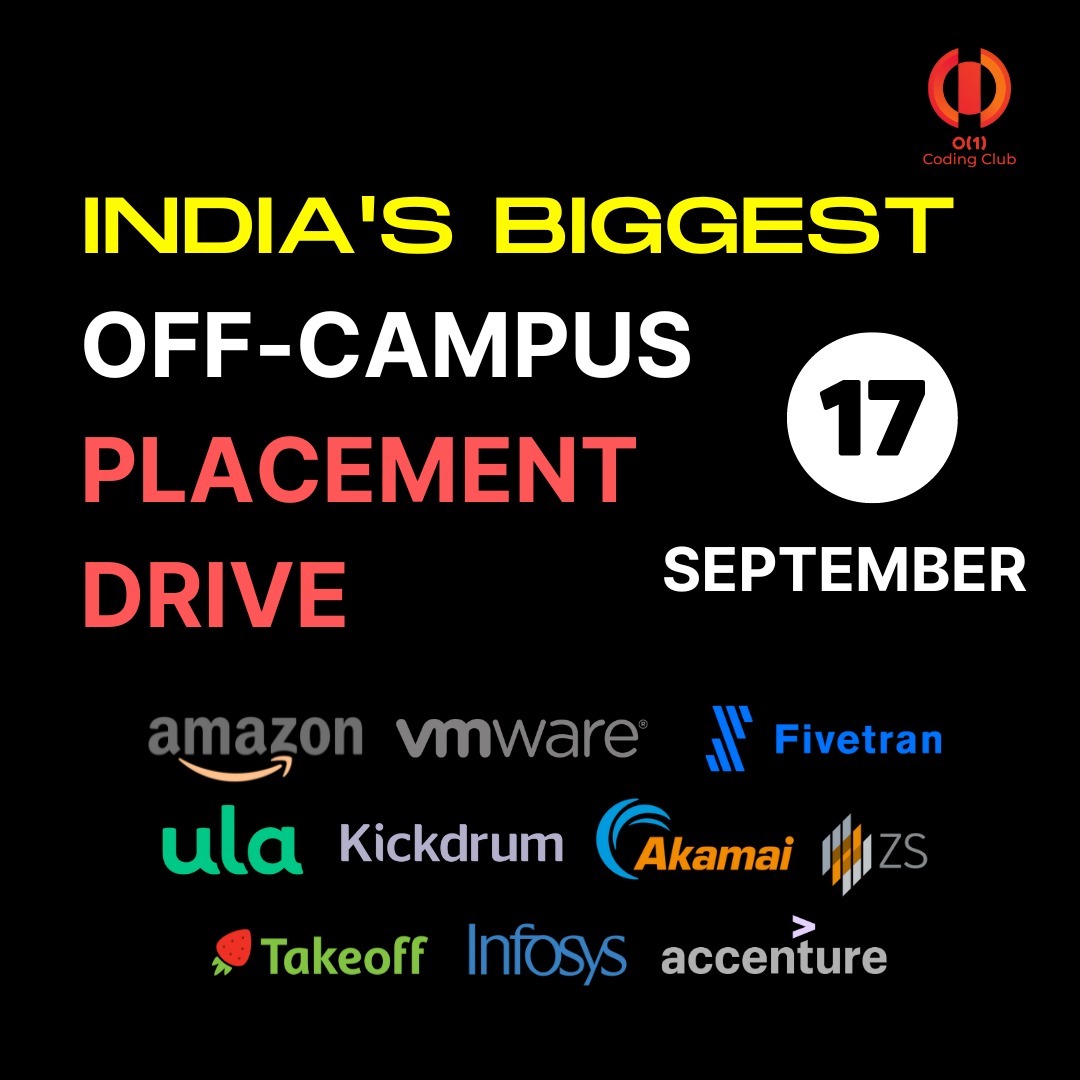 O(1)
Coding Club
INDIA'S BIGGEST
OFF-CAMPUS
PLACEMENT
DRIVE
17
SEPTEMBER
amazon vmware® Fivetran
ula Kickdrum Akamai ZS
Takeoff Infosys accenture